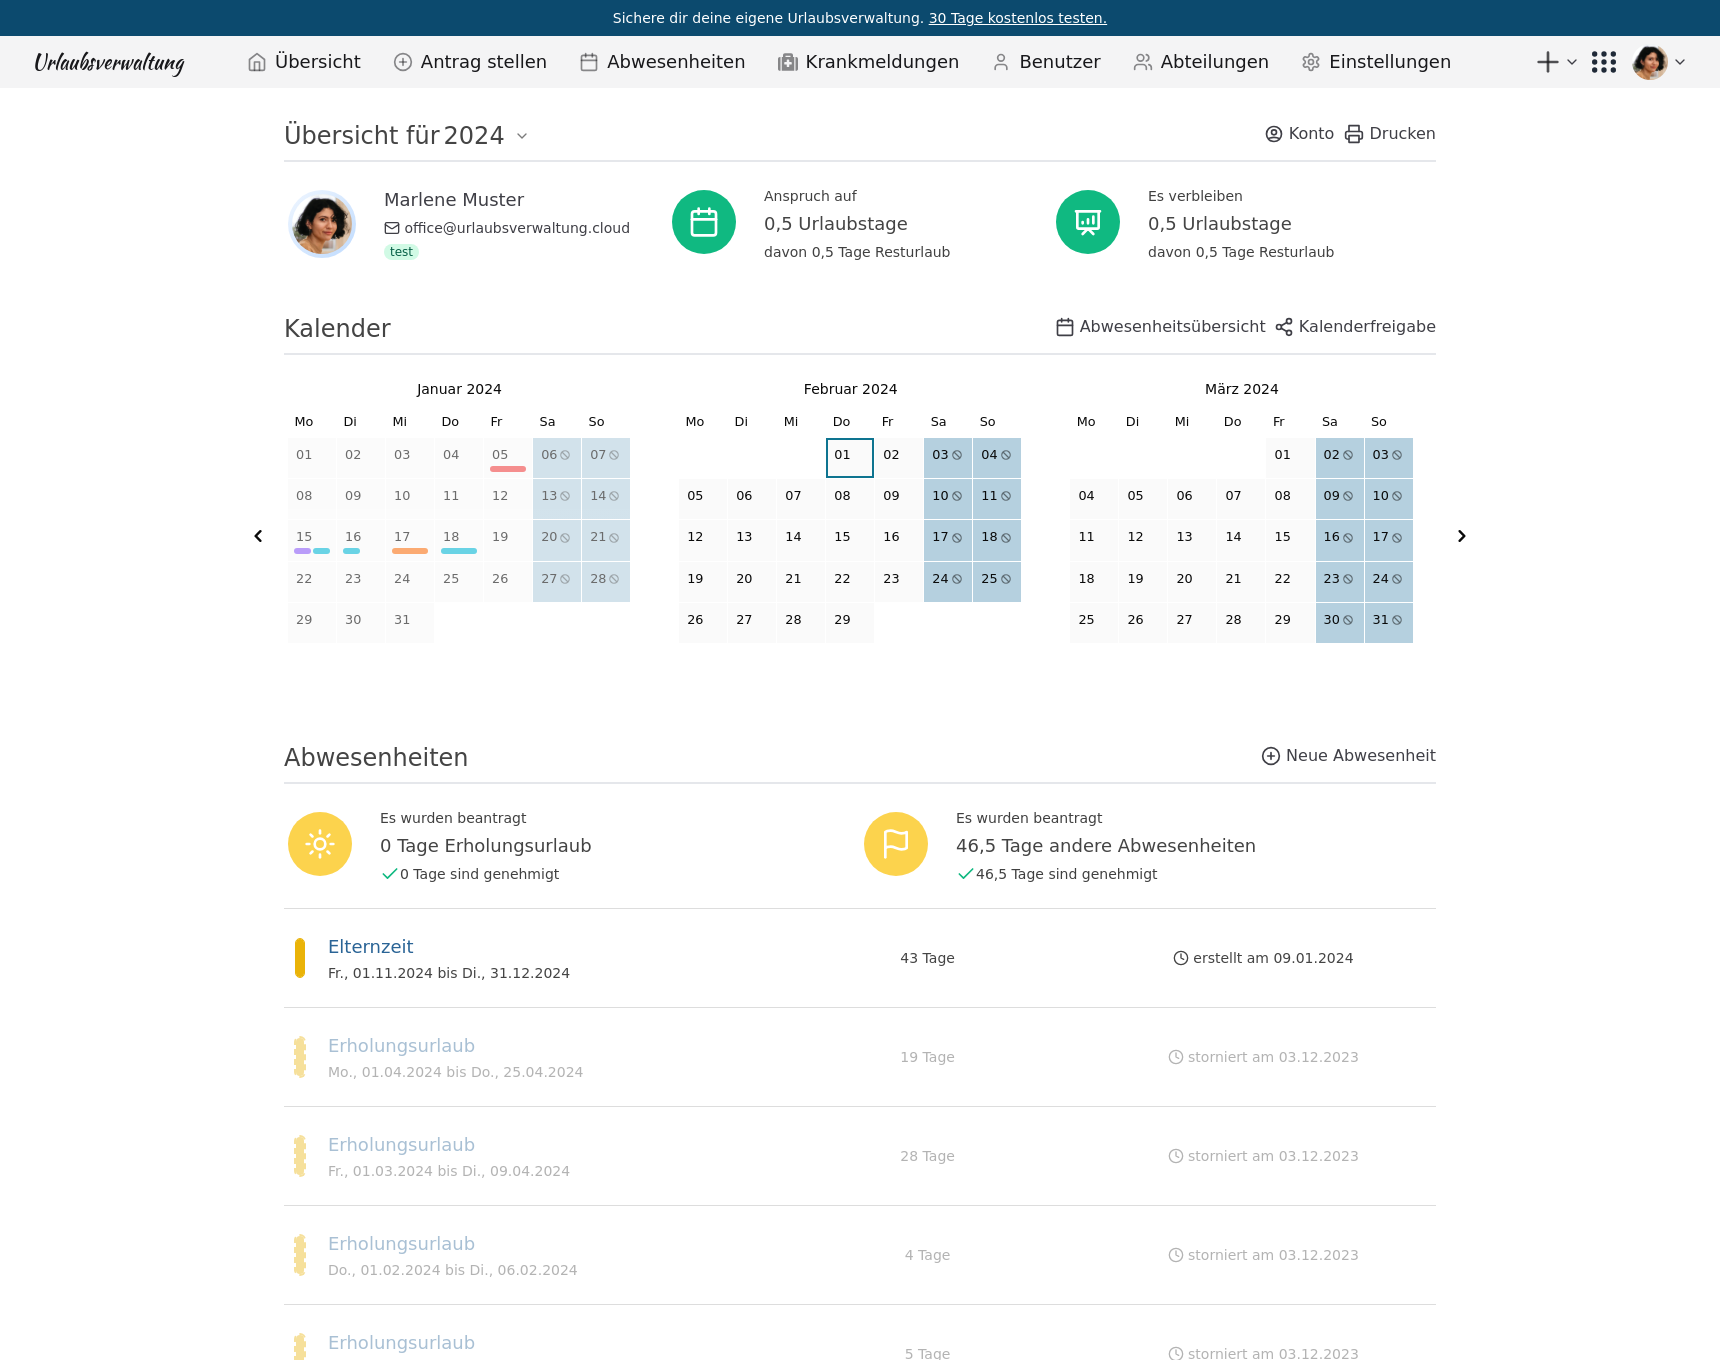 Sichere dir deine eigene Urlaubsverwaltung. 30 Tage kostenlos testen.
Urlaubsverwaltung Übersicht Antrag stellen Abwesenheiten Krankmeldungen Benutzer Abteilungen Einstellungen
Übersicht für 2024 Konto Drucken
Marlene Muster
office@urlaubsverwaltung.cloud
test
Anspruch auf
0,5 Urlaubstage
davon 0,5 Tage Resturlaub
Es verbleiben
0,5 Urlaubstage
davon 0,5 Tage Resturlaub
Kalender Abwesenheitsübersicht Kalenderfreigabe
Januar 2024
Mo Di Mi Do Fr Sa So
01 02 03 04 05 06 07
08 09 10 11 12 13 14
15 16 17 18 19 20 21
22 23 24 25 26 27 28
29 30 31
Februar 2024
Mo Di Mi Do Fr Sa So
01 02 03 04
05 06 07 08 09 10 11
12 13 14 15 16 17 18
19 20 21 22 23 24 25
26 27 28 29
März 2024
Mo Di Mi Do Fr Sa So
01 02 03
04 05 06 07 08 09 10
11 12 13 14 15 16 17
18 19 20 21 22 23 24
25 26 27 28 29 30 31
Abwesenheiten Neue Abwesenheit
Es wurden beantragt
0 Tage Erholungsurlaub
0 Tage sind genehmigt
Es wurden beantragt
46,5 Tage andere Abwesenheiten
46,5 Tage sind genehmigt
Elternzeit
Fr., 01.11.2024 bis Di., 31.12.2024
43 Tage
erstellt am 09.01.2024
Erholungsurlaub
Mo., 01.04.2024 bis Do., 25.04.2024
19 Tage
storniert am 03.12.2023
Erholungsurlaub
Fr., 01.03.2024 bis Di., 09.04.2024
28 Tage
storniert am 03.12.2023
Erholungsurlaub
Do., 01.02.2024 bis Di., 06.02.2024
4 Tage
storniert am 03.12.2023
Erholungsurlaub
5 Tage
storniert am 03.12.2023